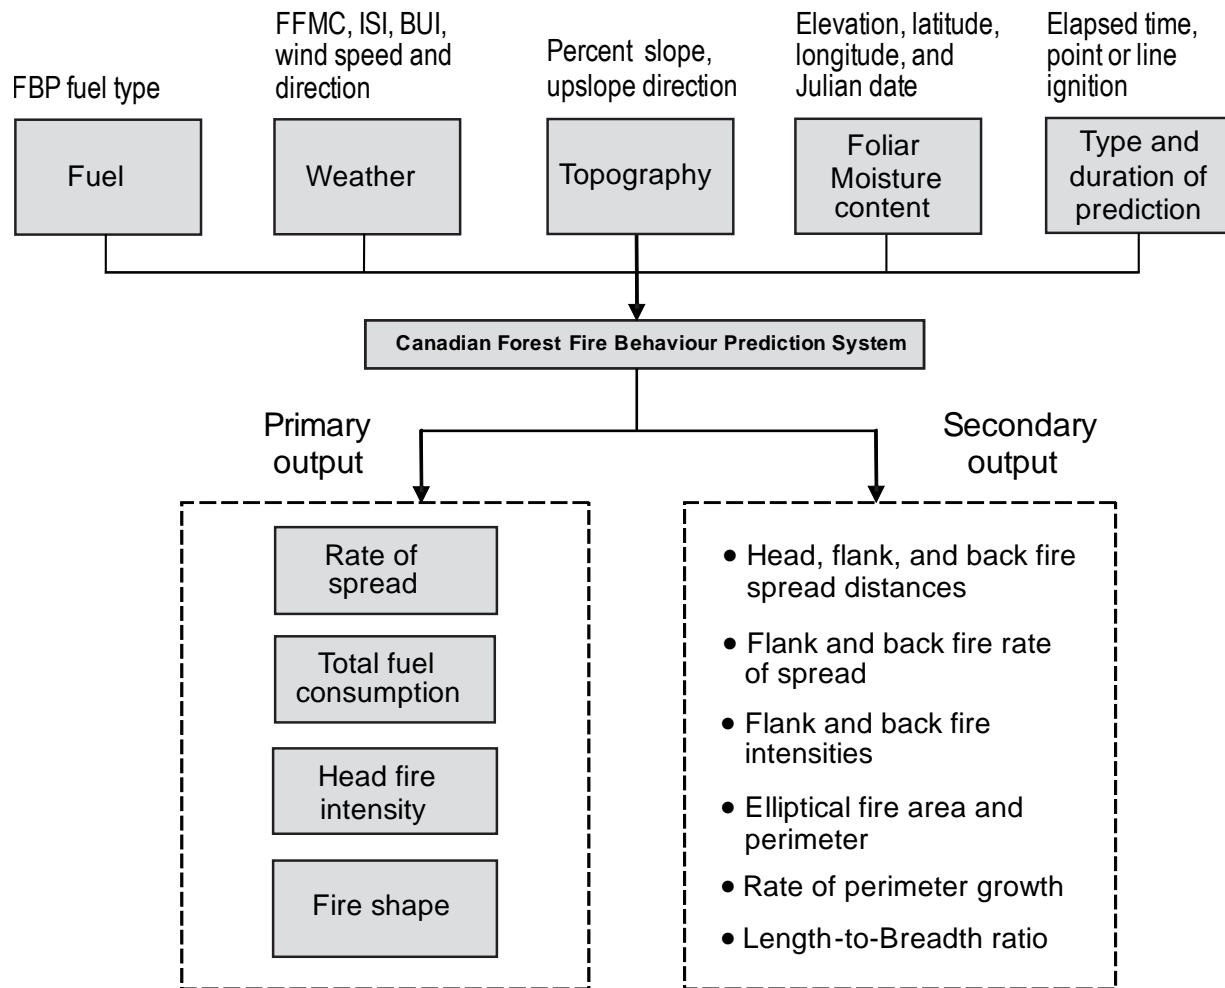 FBP fuel type
FFMC, ISI, BUI,
wind speed and
direction
Percent slope,
upslope direction
Elevation, latitude,
longitude, and
Julian date
Elapsed time,
point or line
ignition
Fuel
Weather
Topography
Foliar
Moisture
content
Type and
duration of
prediction
Canadian Forest Fire Behaviour Prediction System
Primary
output
Secondary
output
Rate of
spread
Total fuel
consumption
Head fire
intensity
Fire shape
• Head, flank, and back fire
spread distances
• Flank and back fire rate
of spread
• Flank and back fire
intensities
• Elliptical fire area and
perimeter
• Rate of perimeter growth
• Length-to-Breadth ratio